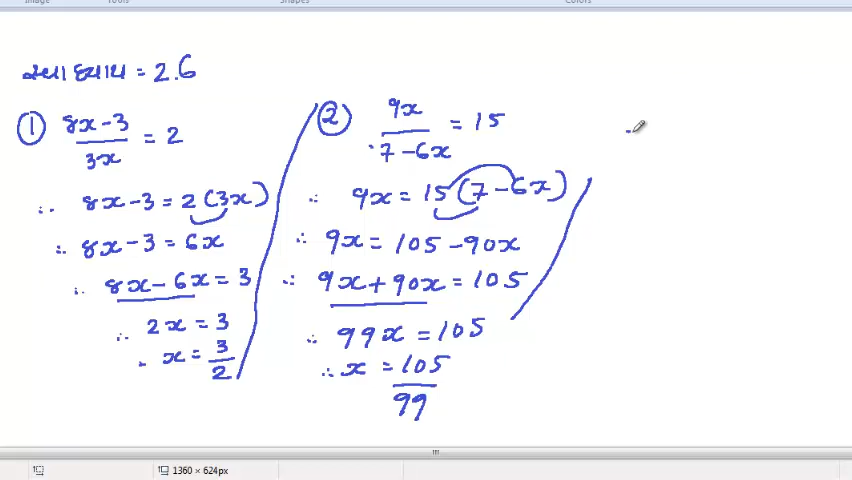 સ્વાધ્યાય = 2.6
① 8x-3 / 3x = 2
∴ 8x-3 = 2 (3x)
∴ 8x-3 = 6x
∴ 8x-6x = 3
∴ 2x = 3
∴ x = 3/2
② 9x / 7-6x = 15
∴ 9x = 15 (7-6x)
∴ 9x = 105-90x
∴ 9x+90x = 105
∴ 99x = 105
∴ x = 105/99
1360 × 624px